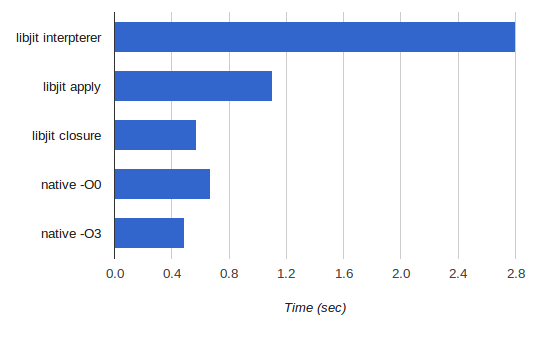 libjit interpterer
libjit apply
libjit closure
native -O0
native -O3
0.0 0.4 0.8 1.2 1.6 2.0 2.4 2.8
Time (sec)